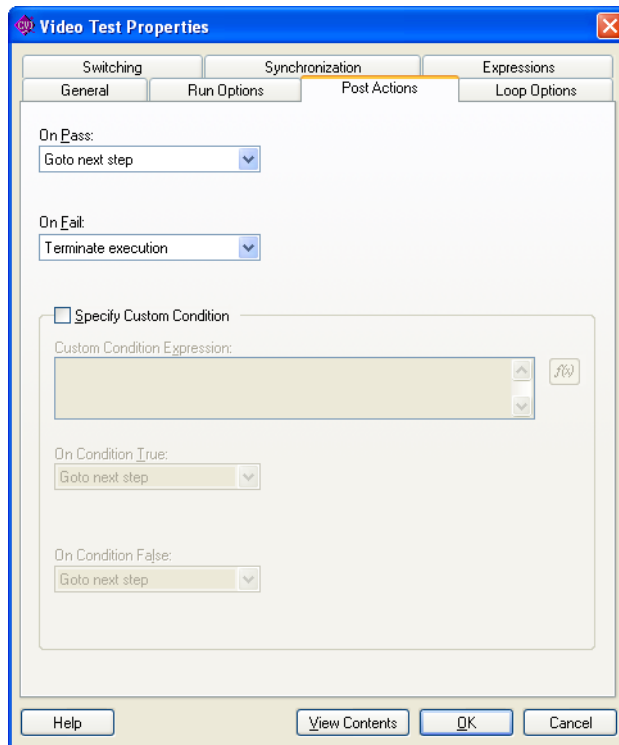 CVI Video Test Properties
Switching Synchronization Expressions
General Run Options Post Actions Loop Options
On Pass:
Goto next step
On Fail:
Terminate execution
Specify Custom Condition
Custom Condition Expression:
f(x)
On Condition True:
Goto next step
On Condition False:
Goto next step
Help View Contents OK Cancel